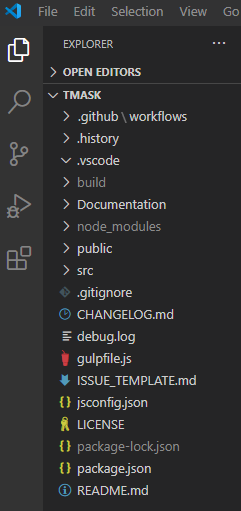 File Edit Selection View Go
EXPLORER
OPEN EDITORS
TMASK
.github \ workflows
.history
.vscode
build
Documentation
node_modules
public
src
.gitignore
CHANGELOG.md
debug.log
gulpfile.js
ISSUE_TEMPLATE.md
jsconfig.json
LICENSE
package-lock.json
package.json
README.md